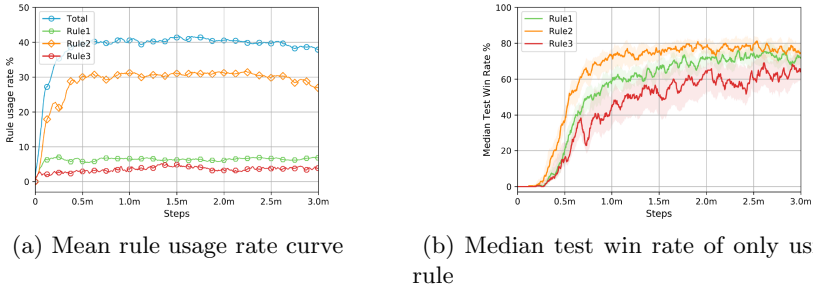 50
40
30
20
10
0
Rule usage rate %
Total
Rule1
Rule2
Rule3
0 0.5m 1.0m 1.5m 2.0m 2.5m 3.0m
Steps
(a) Mean rule usage rate curve
100
80
60
40
20
0
Median Test Win Rate %
Rule1
Rule2
Rule3
0 0.5m 1.0m 1.5m 2.0m 2.5m 3.0m
Steps
(b) Median test win rate of only us
rule